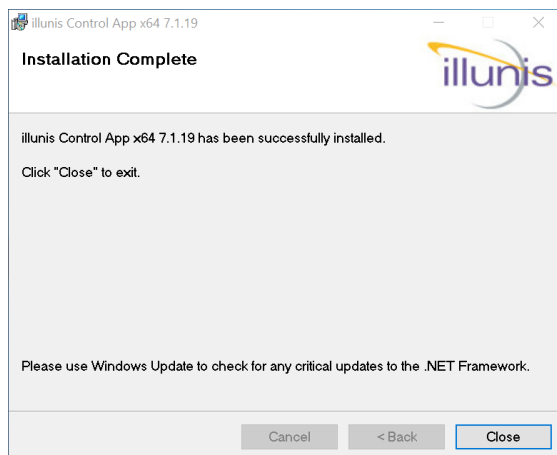 illunis Control App x64 7.1.19
Installation Complete
illunis
illunis Control App x64 7.1.19 has been successfully installed.
Click "Close" to exit.
Please use Windows Update to check for any critical updates to the .NET Framework.
Cancel
< Back
Close